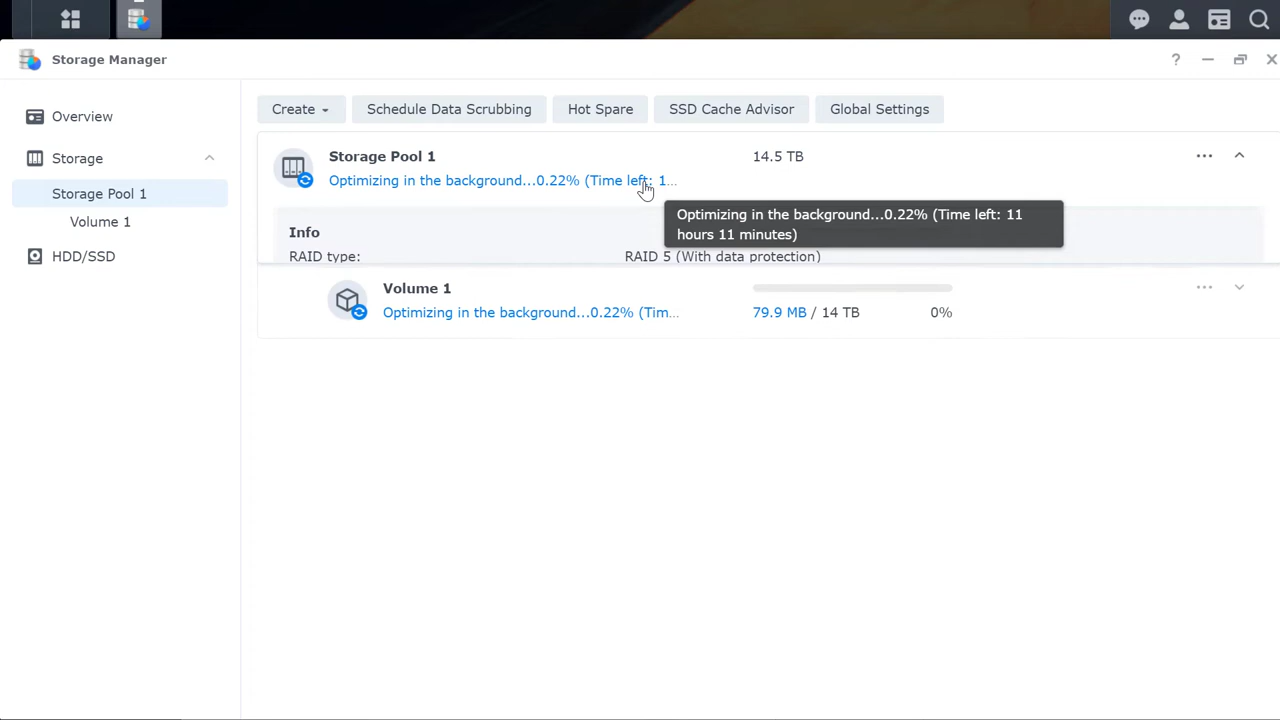 Storage Manager
?
Overview
Storage
Storage Pool 1
Volume 1
HDD/SSD
Create
Schedule Data Scrubbing
Hot Spare
SSD Cache Advisor
Global Settings
Storage Pool 1
14.5 TB
Optimizing in the background...0.22% (Time left: 1...
Optimizing in the background...0.22% (Time left: 11
hours 11 minutes)
Info
RAID type:
RAID 5 (With data protection)
Volume 1
Optimizing in the background...0.22% (Tim...
79.9 MB / 14 TB
0%